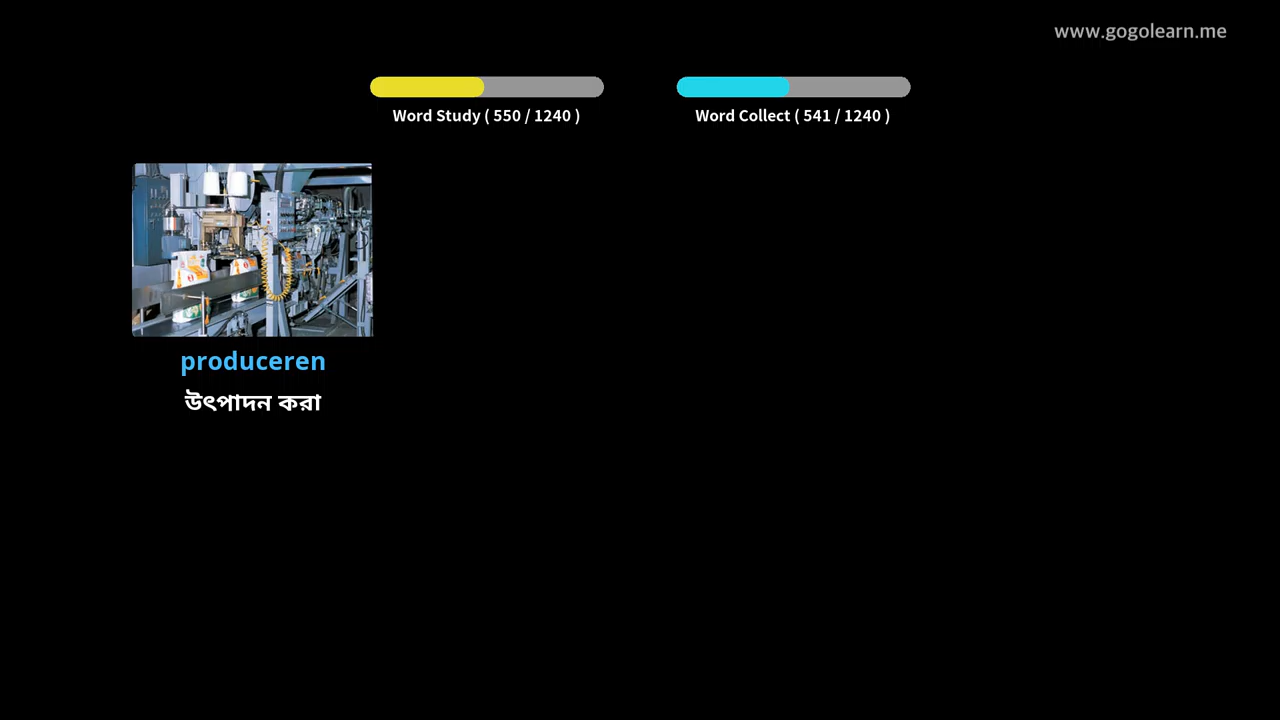 www.gogolearn.me
Word Study ( 550 / 1240 )
Word Collect ( 541 / 1240 )
produceren
উৎপাদন করা